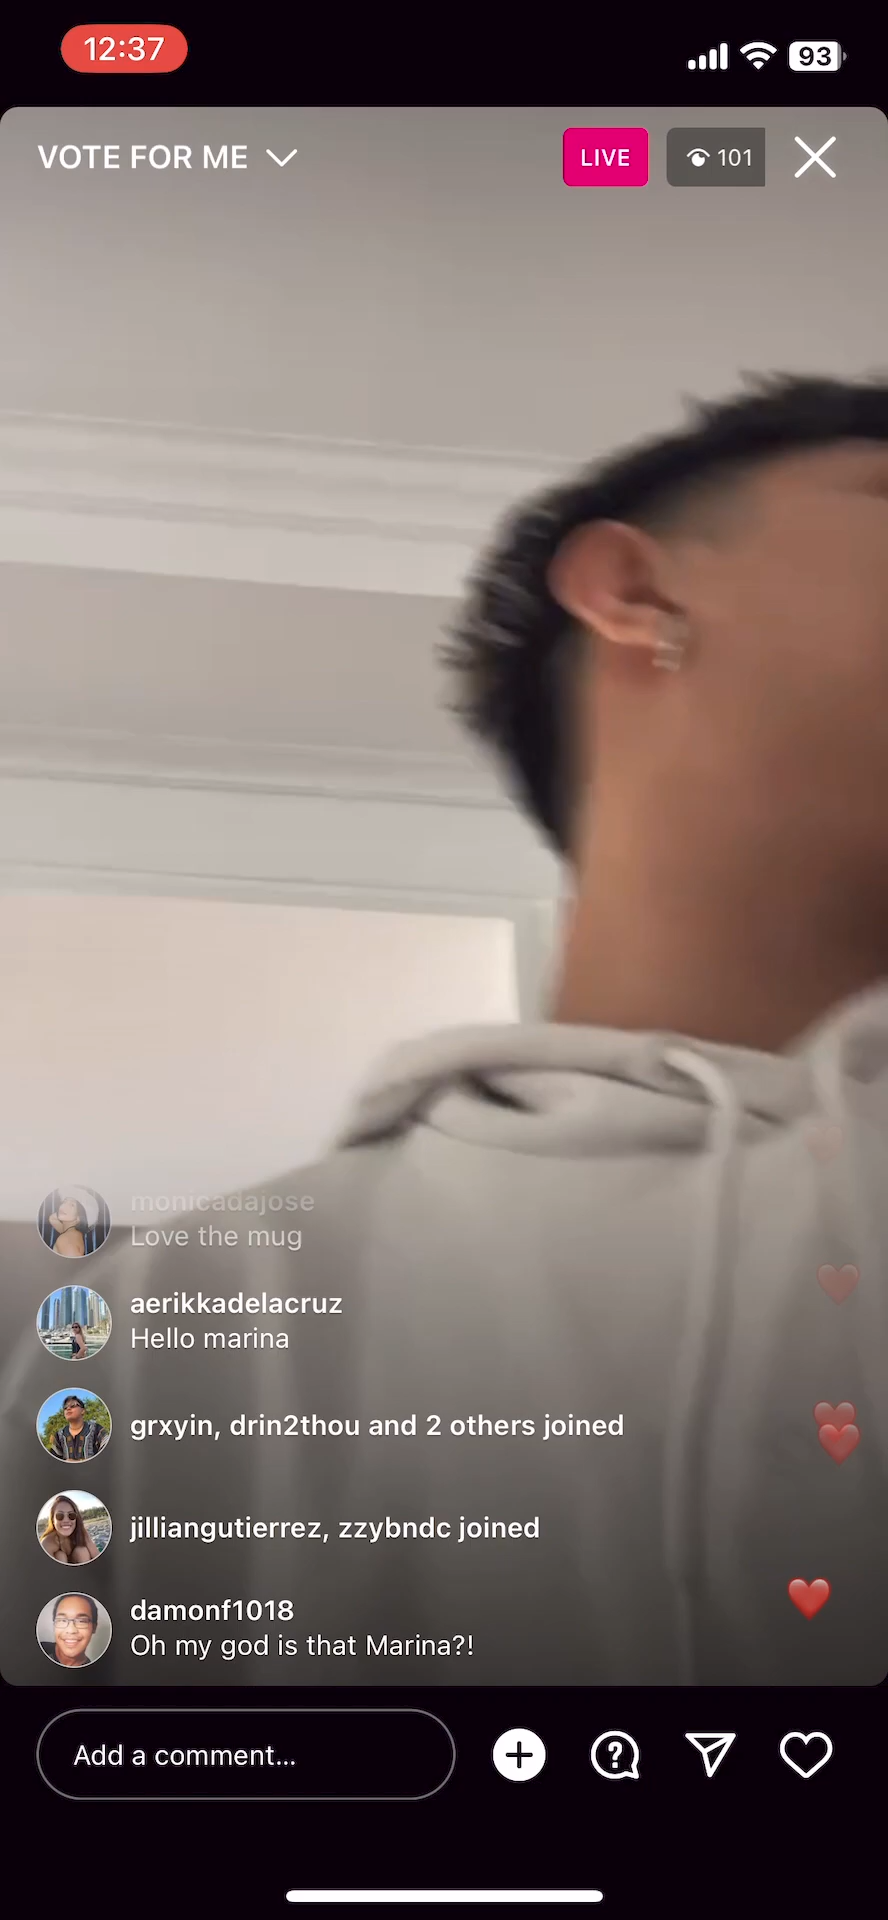 12:37
93
VOTE FOR ME
LIVE
101
monicadajose
Love the mug
aerikkadelacruz
Hello marina
grxyin, drin2thou and 2 others joined
jilliangutierrez, zzybndc joined
damonf1018
Oh my god is that Marina?!
Add a comment...